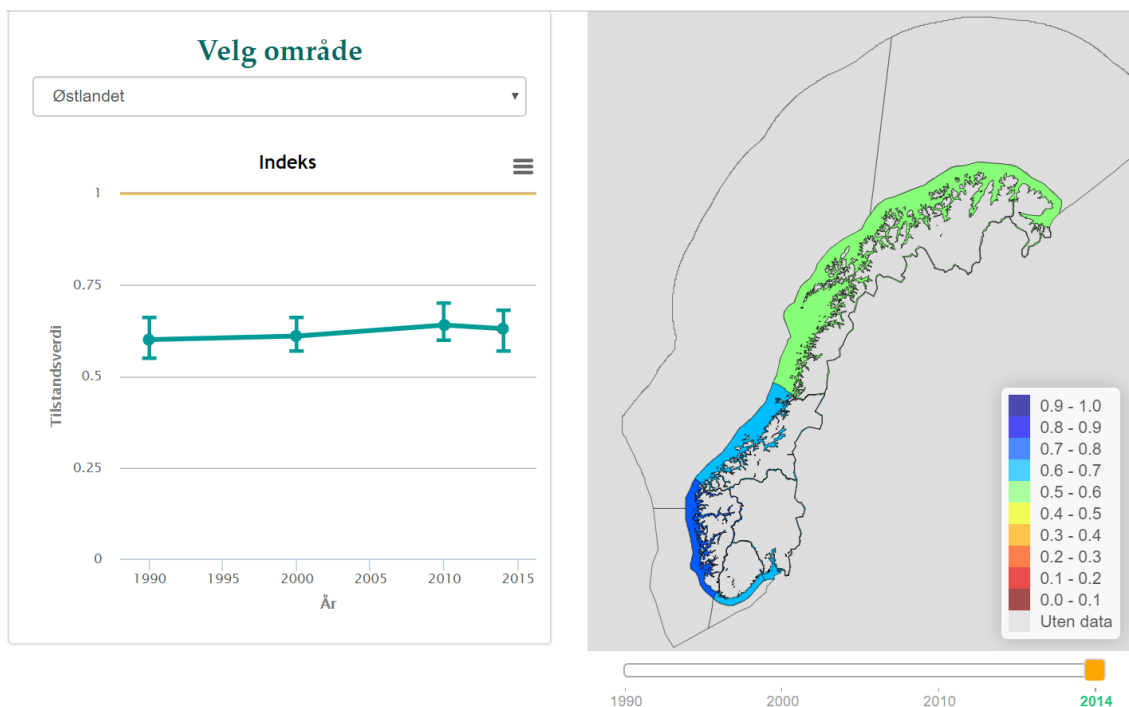 Velg område
Østlandet
Indeks
1
0.75
0.5
0.25
0
Tilstandsverdi
1990
1995
2000
2005
2010
2015
År
0.9 - 1.0
0.8 - 0.9
0.7 - 0.8
0.6 - 0.7
0.5 - 0.6
0.4 - 0.5
0.3 - 0.4
0.2 - 0.3
0.1 - 0.2
0.0 - 0.1
Uten data
1990
2000
2010
2014